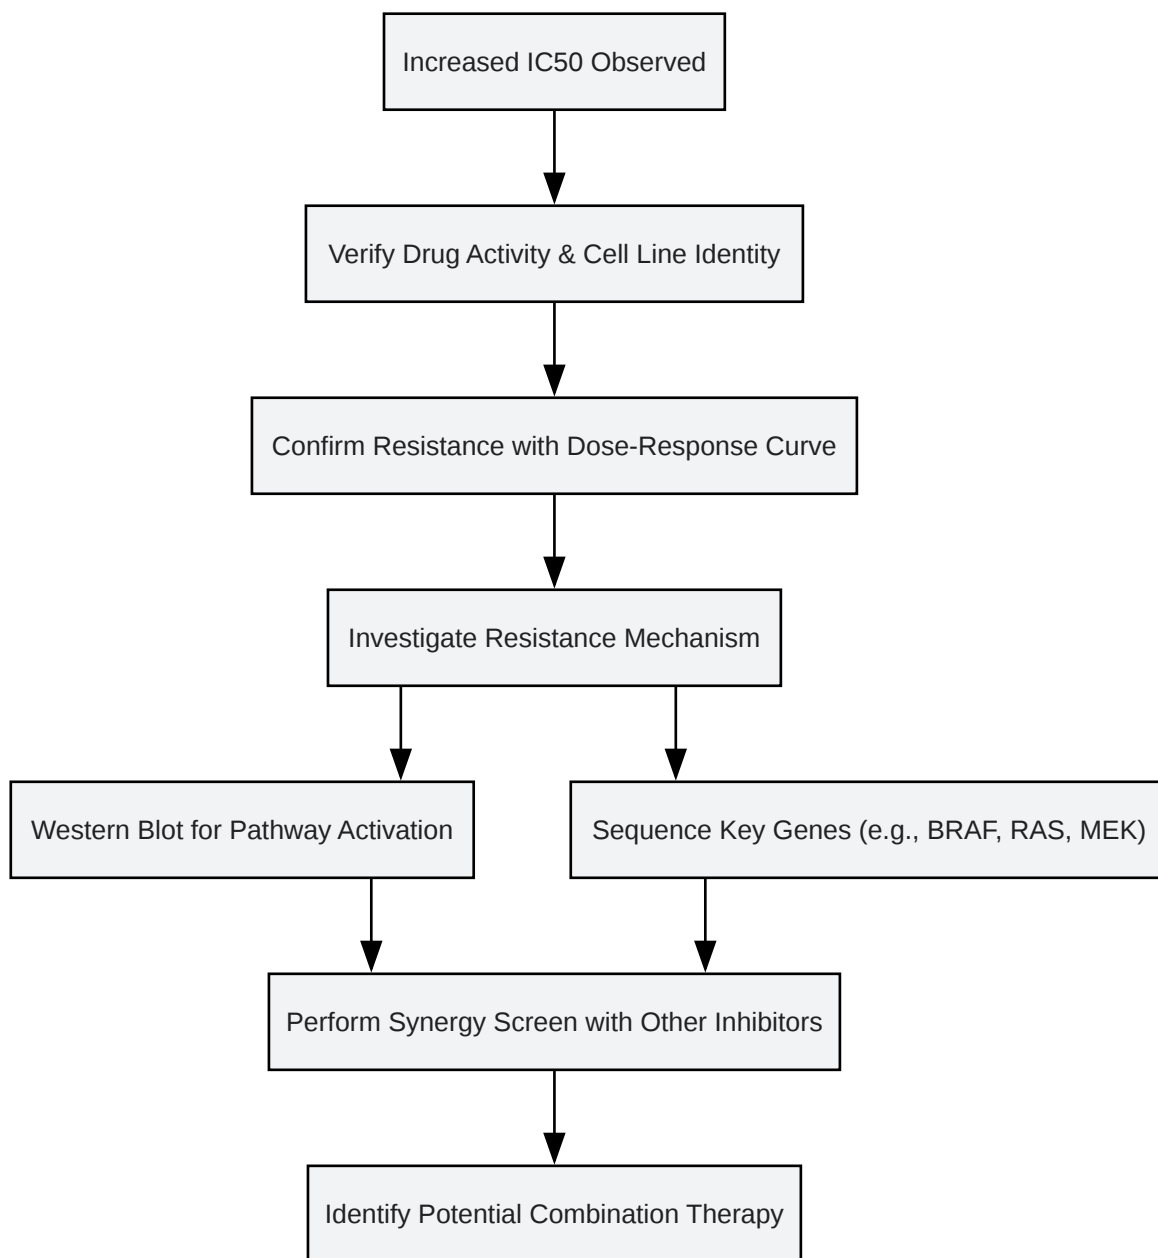 Increased IC50 Observed
Verify Drug Activity & Cell Line Identity
Confirm Resistance with Dose-Response Curve
Investigate Resistance Mechanism
Western Blot for Pathway Activation
Sequence Key Genes (e.g., BRAF, RAS, MEK)
Perform Synergy Screen with Other Inhibitors
Identify Potential Combination Therapy